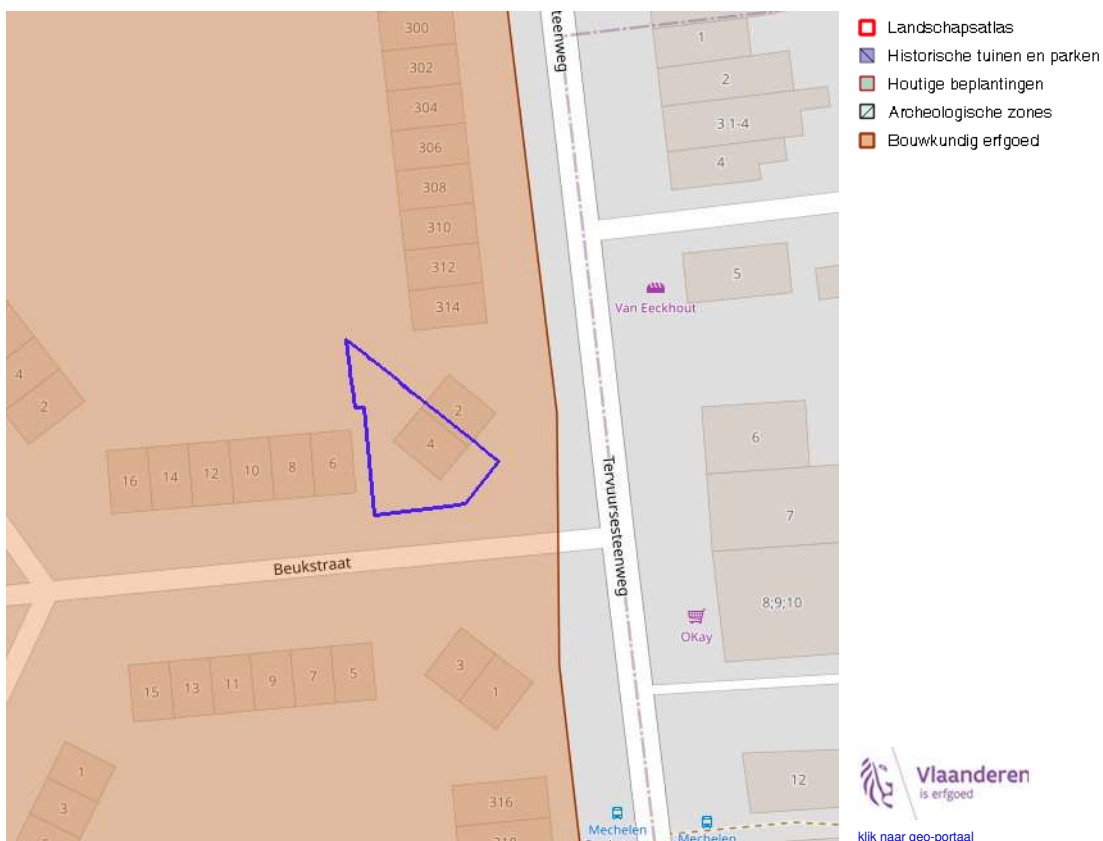 Landschapsatlas
Historische tuinen en parken
Houtige beplantingen
Archeologische zones
Bouwkundig erfgoed
300
302
304
306
308
310
312
314
teenweg
1
2
3 1-4
4
5
Van Eeckhout
4
2
2
4
16
14
12
10
8
6
6
7
8;9;10
Tervuursesteenweg
Beukstraat
OKay
15
13
11
9
7
5
3
1
1
3
316
12
Mechelen
Mechelen
Vlaanderen
is erfgoed
klik naar geo-portaal